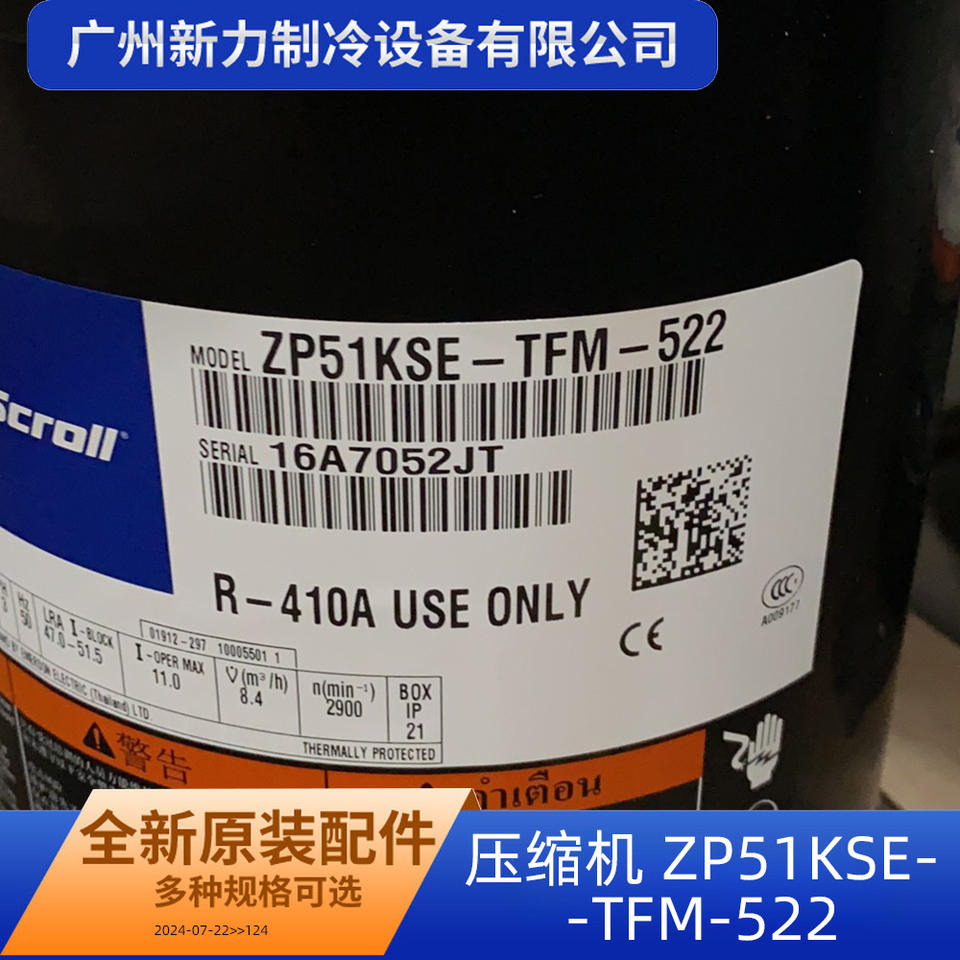 广州新力制冷设备有限公司
Scroll®
MODEL ZP51KSE-TFM-522
SERIAL 16A7052JT
R-410A USE ONLY
CE
CCC
A009177
01912-297 10005501 1
Hz
50
LRA I-BLOCK
47.0-51.5
I-OPER MAX
11.0
V̇(m³/h)
8.4
n(min⁻¹)
2900
BOX
IP
21
EMERSON ELECTRIC (Thailand) LTD
THERMALLY PROTECTED
警告
คำเตือน
全新原装配件
多种规格可选
2024-07-22>>124
压缩机 ZP51KSE-
-TFM-522